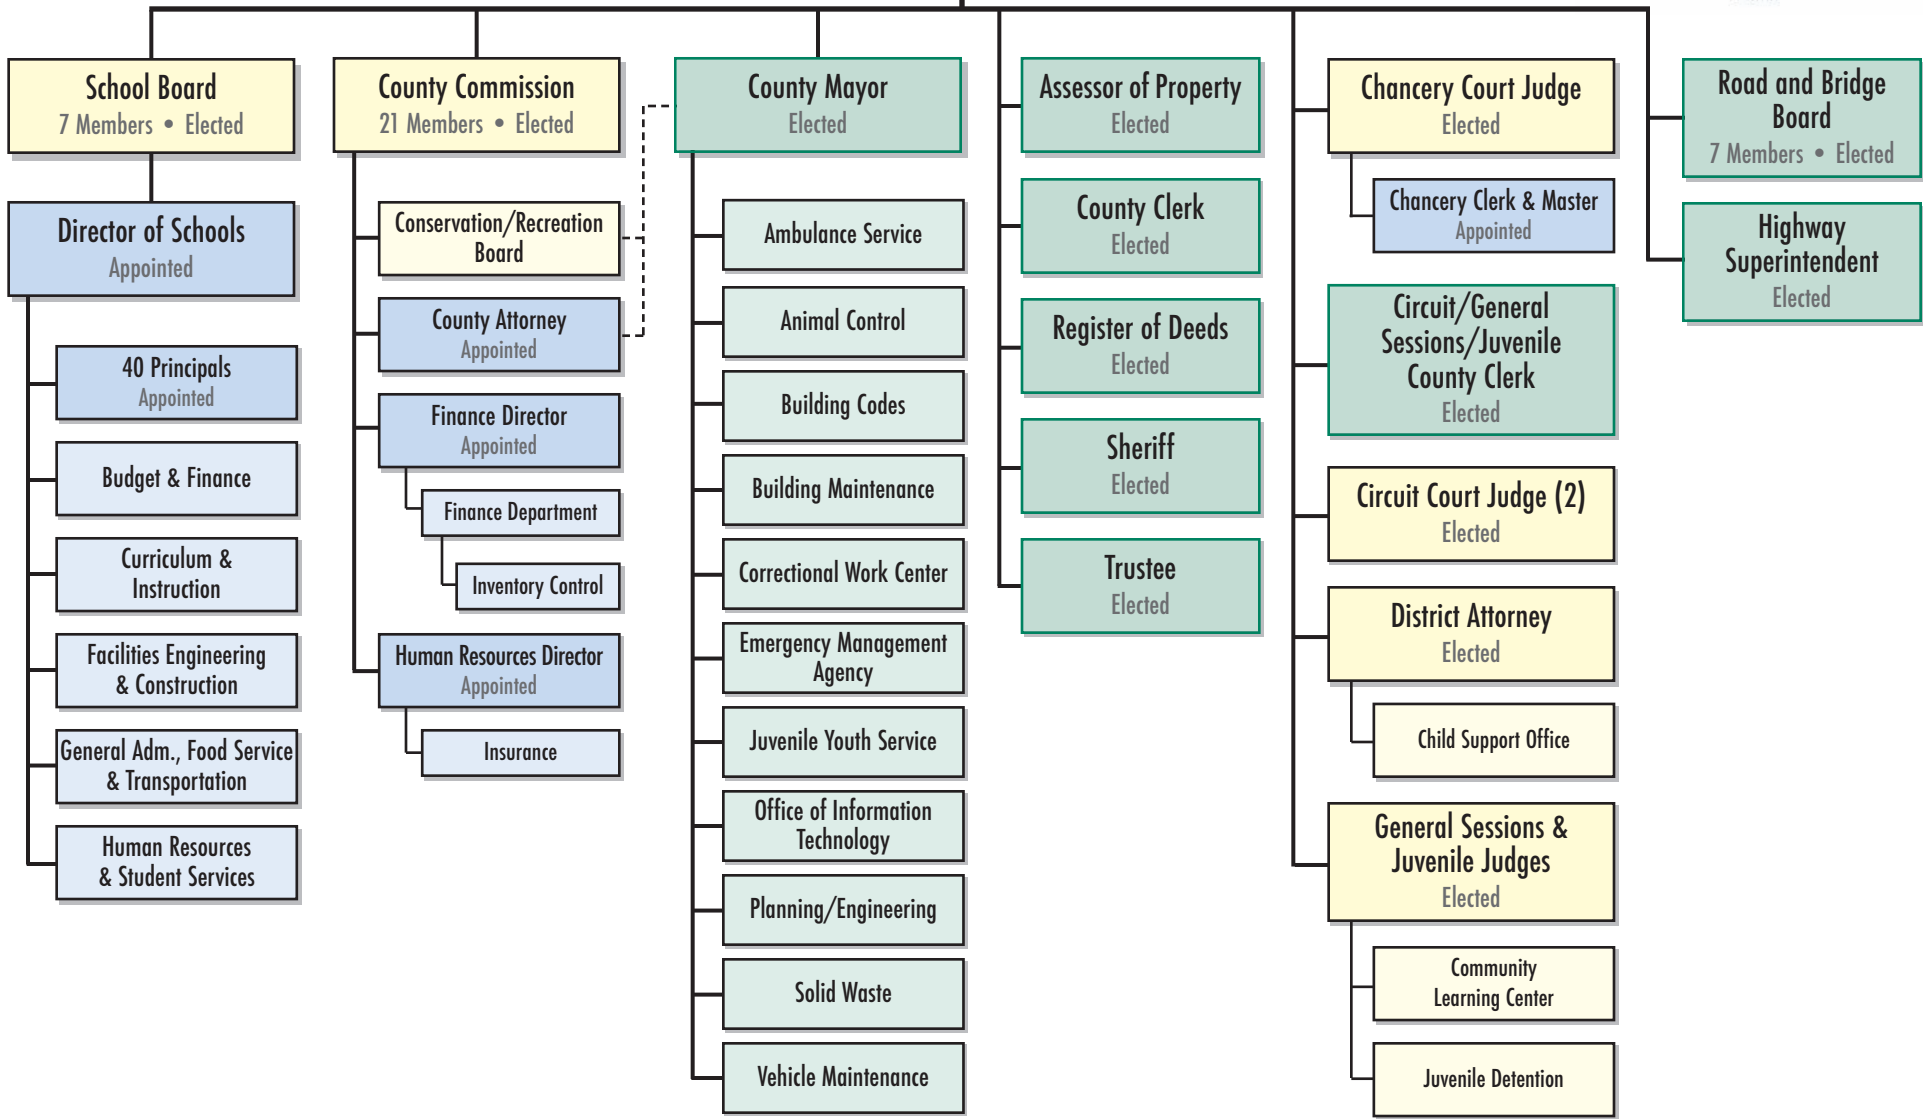 School Board
7 Members • Elected
Director of Schools
Appointed
40 Principals
Appointed
Budget & Finance
Curriculum &
Instruction
Facilities Engineering
& Construction
General Adm., Food Service
& Transportation
Human Resources
& Student Services
County Commission
21 Members • Elected
Conservation/Recreation
Board
County Attorney
Appointed
Finance Director
Appointed
Finance Department
Inventory Control
Human Resources Director
Appointed
Insurance
County Mayor
Elected
Ambulance Service
Animal Control
Building Codes
Building Maintenance
Correctional Work Center
Emergency Management
Agency
Juvenile Youth Service
Office of Information
Technology
Planning/Engineering
Solid Waste
Vehicle Maintenance
Assessor of Property
Elected
County Clerk
Elected
Register of Deeds
Elected
Sheriff
Elected
Trustee
Elected
Chancery Court Judge
Elected
Chancery Clerk & Master
Appointed
Circuit/General
Sessions/Juvenile
County Clerk
Elected
Circuit Court Judge (2)
Elected
District Attorney
Elected
Child Support Office
General Sessions &
Juvenile Judges
Elected
Community
Learning Center
Juvenile Detention
Road and Bridge
Board
7 Members • Elected
Highway
Superintendent
Elected